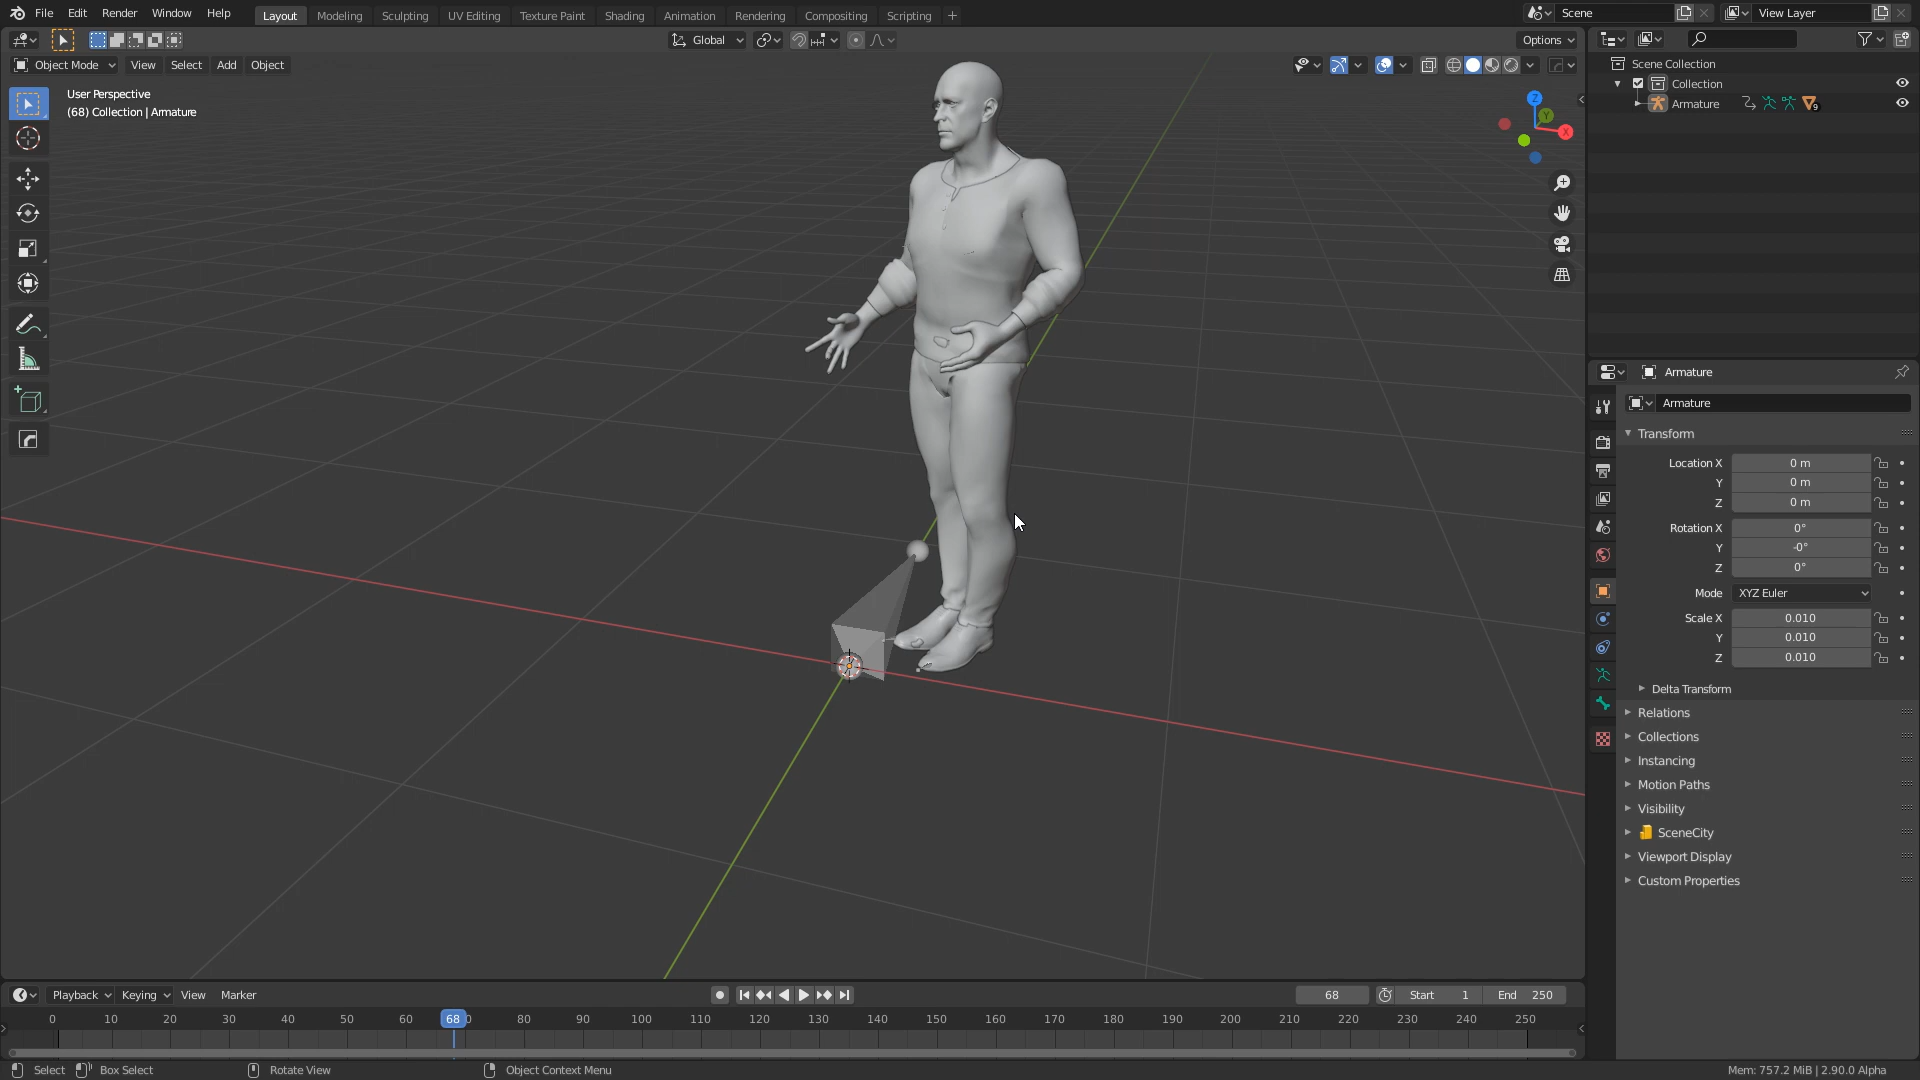 File Edit Render Window Help Layout Modeling Sculpting UV Editing Texture Paint Shading Animation Rendering Compositing Scripting + Scene View Layer
Global Options
Object Mode View Select Add Object
User Perspective
(68) Collection | Armature
Z
Y
X
Scene Collection
Collection
Armature 9
Armature
Armature
Transform
Location X 0 m
Y 0 m
Z 0 m
Rotation X 0°
Y -0°
Z 0°
Mode XYZ Euler
Scale X 0.010
Y 0.010
Z 0.010
Delta Transform
Relations
Collections
Instancing
Motion Paths
Visibility
SceneCity
Viewport Display
Custom Properties
Playback Keying View Marker 68 Start 1 End 250
0 10 20 30 40 50 60 68 0 80 90 100 110 120 130 140 150 160 170 180 190 200 210 220 230 240 250
Select Box Select Rotate View Object Context Menu Mem: 757.2 MiB | 2.90.0 Alpha